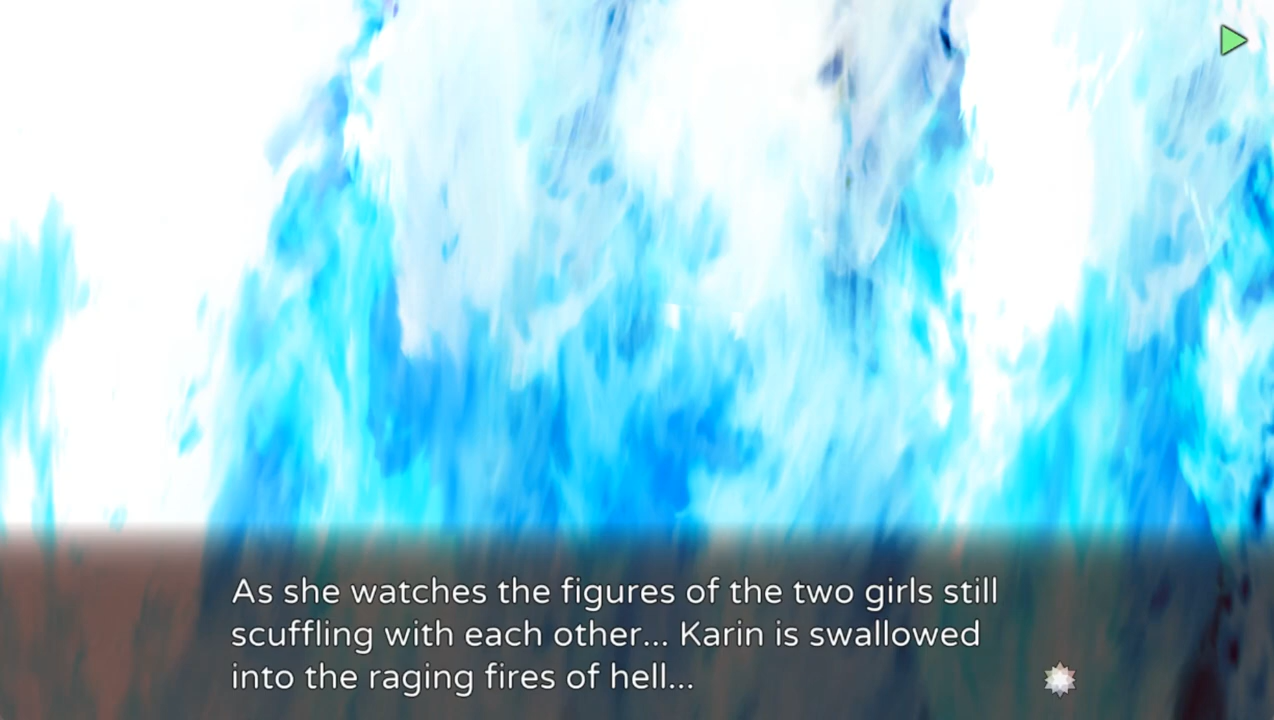 As she watches the figures of the two girls still
scuffling with each other... Karin is swallowed
into the raging fires of hell...